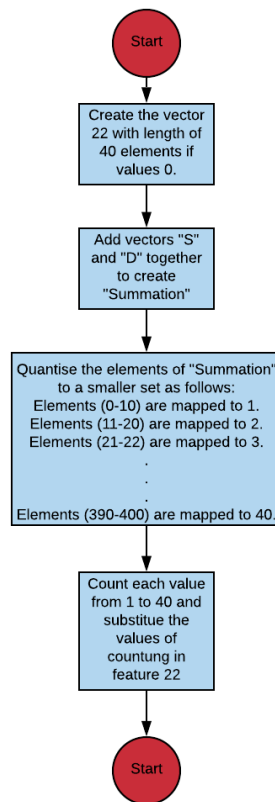 Start
Create the vector
22 with length of
40 elements if
values 0.
Add vectors "S"
and "D" together
to create
"Summation"
Quantise the elements of "Summation"
to a smaller set as follows:
Elements (0-10) are mapped to 1.
Elements (11-20) are mapped to 2.
Elements (21-22) are mapped to 3.
.
.
.
Elements (390-400) are mapped to 40.
Count each value
from 1 to 40 and
substitue the
values of
countung in
feature 22
Start